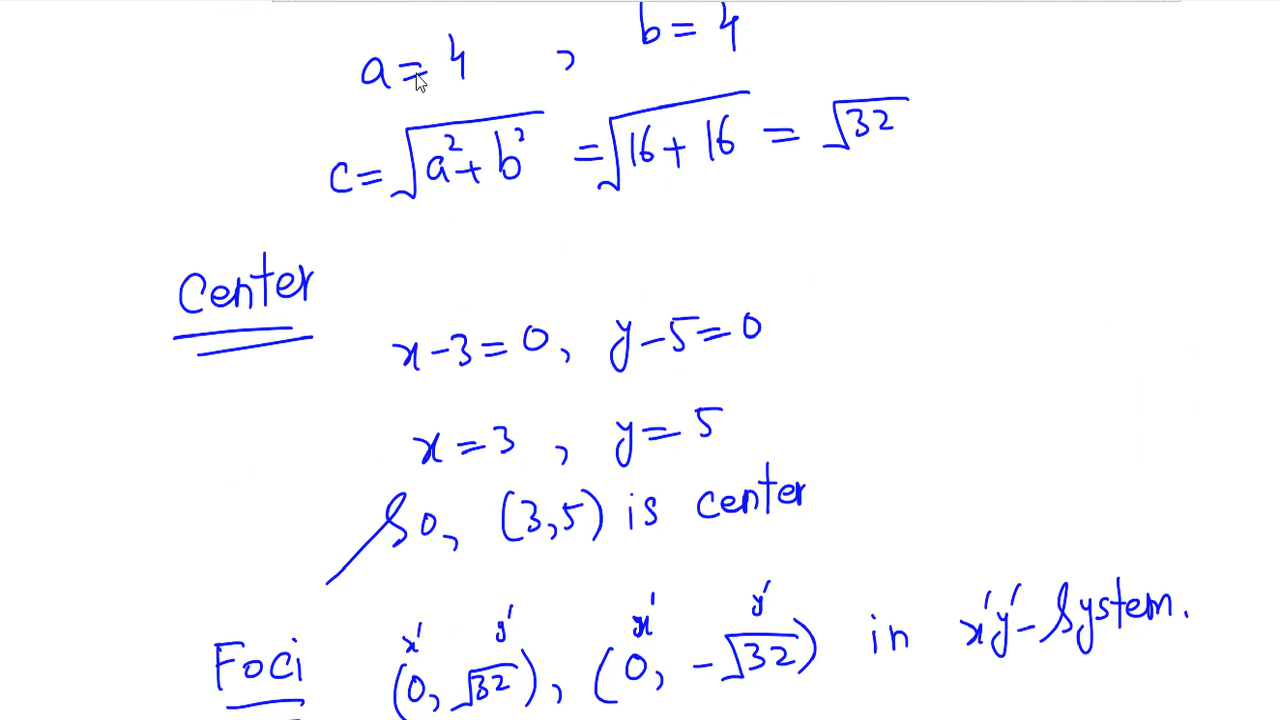 a = 4 , b = 4
c = √(a² + b²) = √(16 + 16) = √32
Center
x - 3 = 0, y - 5 = 0
x = 3 , y = 5
So, (3,5) is center
x' y' x' y'
Foci (0, √32), (0, -√32) in x'y' - System.